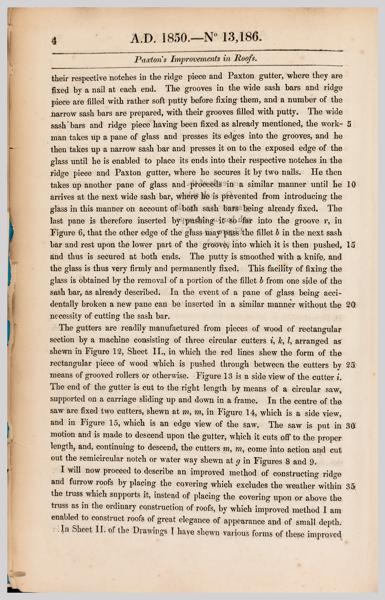 4 A.D. 1850.—No 13,186.
Paxton's Improvements in Roofs.
their respective notches in the ridge piece and Paxton gutter, where they are
fixed by a nail at each end. The grooves in the wide sash bars and ridge
piece are filled with rather soft putty before fixing them, and a number of the
narrow sash bars are prepared, with their grooves filled with putty. The wide
sash bars and ridge piece having been fixed as already mentioned, the work- 5
man takes up a pane of glass and presses its edges into the grooves, and he
then takes up a narrow sash bar and presses it on to the exposed edge of the
glass until he is enabled to place its ends into their respective notches in the
ridge piece and Paxton gutter, where he secures it by two nails. He then
takes up another pane of glass and proceeds in a similar manner until he 10
arrives at the next wide sash bar, where he is prevented from introducing the
glass in this manner on account of both sash bars being already fixed. The
last pane is therefore inserted by pushing it so far into the groove r, in
Figure 6, that the other edge of the glass may pass the fillet b in the next sash
bar and rest upon the lower part of the groove, into which it is then pushed, 15
and thus is secured at both ends. The putty is smoothed with a knife, and
the glass is thus very firmly and permanently fixed. This facility of fixing the
glass is obtained by the removal of a portion of the fillet b from one side of the
sash bar, as already described. In the event of a pane of glass being acci-
dentally broken a new pane can be inserted in a similar manner without the 20
necessity of cutting the sash bar.
The gutters are readily manufactured from pieces of wood of rectangular
section by a machine consisting of three circular cutters i, k, l, arranged as
shewn in Figure 12, Sheet II., in which the red lines shew the form of the
rectangular piece of wood which is pushed through between the cutters by 25
means of grooved rollers or otherwise. Figure 13 is a side view of the cutter i.
The end of the gutter is cut to the right length by means of a circular saw,
supported on a carriage sliding up and down in a frame. In the centre of the
saw are fixed two cutters, shewn at m, m, in Figure 14, which is a side view,
and in Figure 15, which is an edge view of the saw. The saw is put in 30
motion and is made to descend upon the gutter, which it cuts off to the proper
length, and, continuing to descend, the cutters m, m, come into action and cut
out the semicircular notch or water way shewn at g in Figures 8 and 9.
I will now proceed to describe an improved method of constructing ridge
and furrow roofs by placing the covering which excludes the weather within 35
the truss which supports it, instead of placing the covering upon or above the
truss as in the ordinary construction of roofs, by which improved method I am
enabled to construct roofs of great elegance of appearance and of small depth.
In Sheet II. of the Drawings I have shewn various forms of these improved